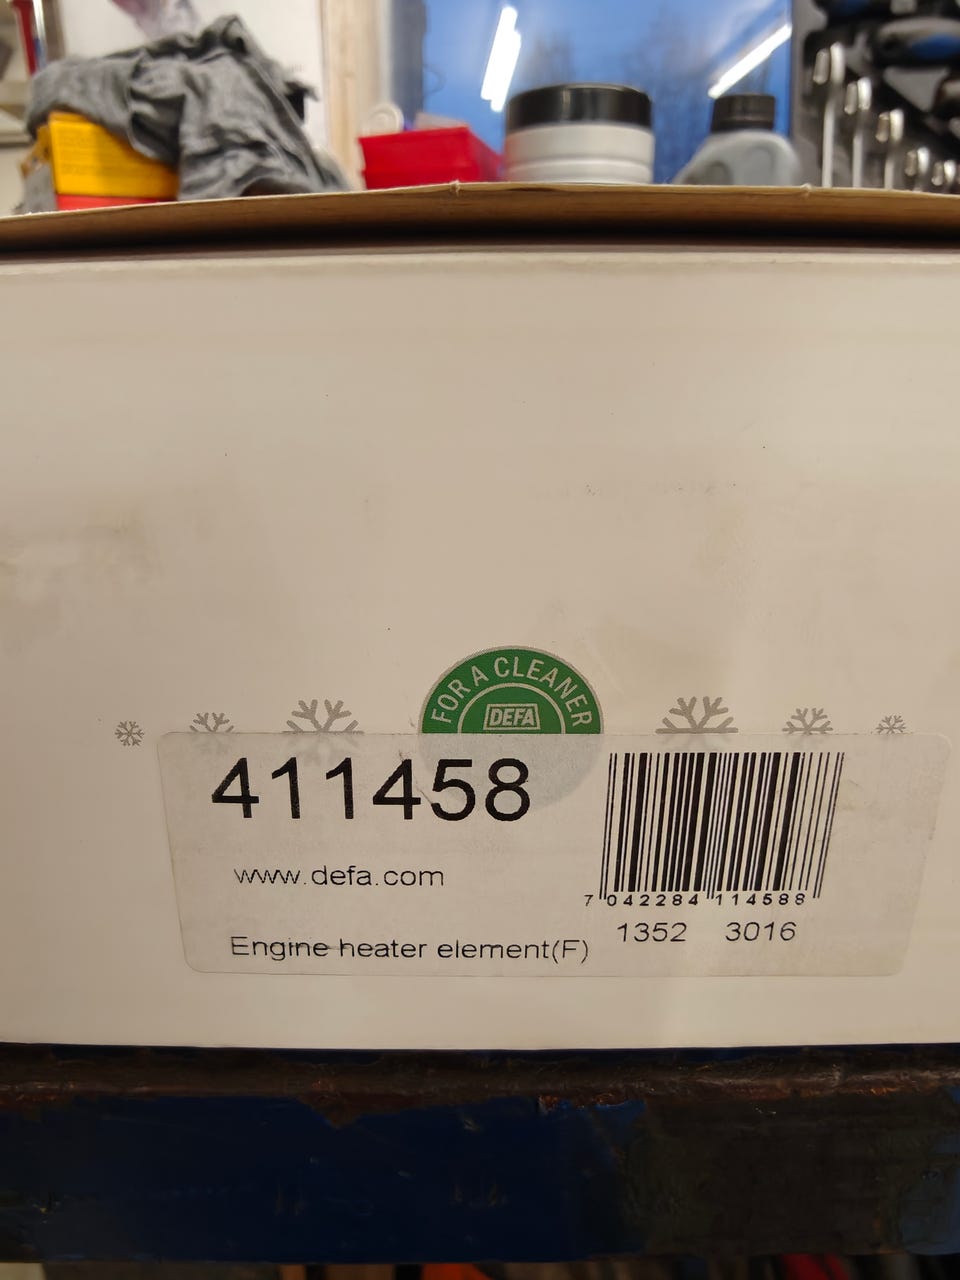 FOR A CLEANER
DEFA
411458
www.defa.com
7 042284 114588
1352 3016
Engine heater element(F)